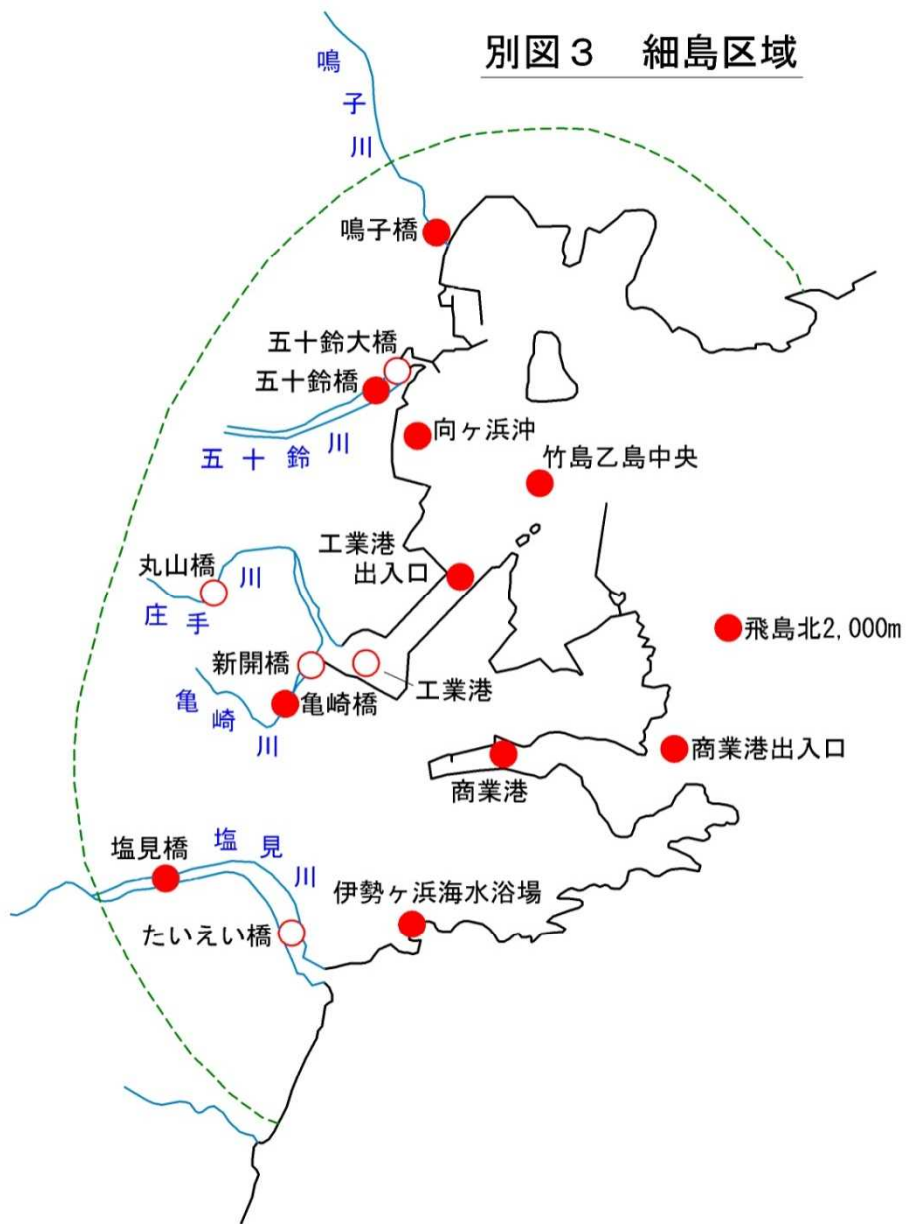 別図３　細島区域
鳴子川
鳴子橋
五十鈴大橋
五十鈴橋
五十鈴川
向ヶ浜沖
竹島乙島中央
工業港
出入口
丸山橋
庄手川
飛島北2,000m
新開橋
工業港
亀崎橋
亀崎川
商業港出入口
商業港
塩見橋
塩見川
伊勢ヶ浜海水浴場
たいえい橋